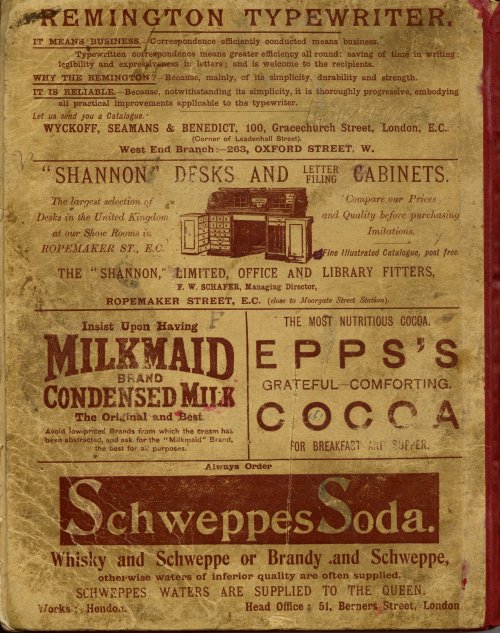 REMINGTON TYPEWRITER.
IT MEANS BUSINESS. Correspondence efficiently conducted means business.
Typewritten correspondence means greater efficiency all round: saving of time in writing:
legibility and expressiveness in letters; and is welcome to the recipients.
WHY THE REMINGTON? Because, mainly, of its simplicity, durability and strength.
IT IS RELIABLE.—Because, notwithstanding its simplicity, it is thoroughly progressive, embodying
all practical improvements applicable to the typewriter.
Let us send you a Catalogue.
WYCKOFF, SEAMANS & BENEDICT, 100, Gracechurch Street, London, E.C.
(Corner of Leadenhall Street).
West End Branch:—263, OXFORD STREET, W.
"SHANNON" DESKS AND LETTER FILING CABINETS.
The largest selection of
Desks in the United Kingdom
at our Show Rooms in
ROPEMAKER ST., E.C.
Compare our Prices
and Quality before purchasing
Imitations.
Fine Illustrated Catalogue, post free.
THE "SHANNON," LIMITED, OFFICE AND LIBRARY FITTERS,
F. W. SCHAFER, Managing Director,
ROPEMAKER STREET, E.C. (close to Moorgate Street Station).
Insist Upon Having
MILKMAID
BRAND
CONDENSED MILK
The Original and Best.
Avoid low-priced Brands from which the cream has
been abstracted, and ask for the "Milkmaid" Brand,
the best for all purposes.
THE MOST NUTRITIOUS COCOA.
EPPS'S
GRATEFUL—COMFORTING.
COCOA
FOR BREAKFAST AND SUPPER.
Always Order
SchweppesSoda.
Whisky and Schweppe or Brandy and Schweppe,
otherwise waters of inferior quality are often supplied.
SCHWEPPES WATERS ARE SUPPLIED TO THE QUEEN.
Works: Hendon.
Head Office: 51, Berners Street, London